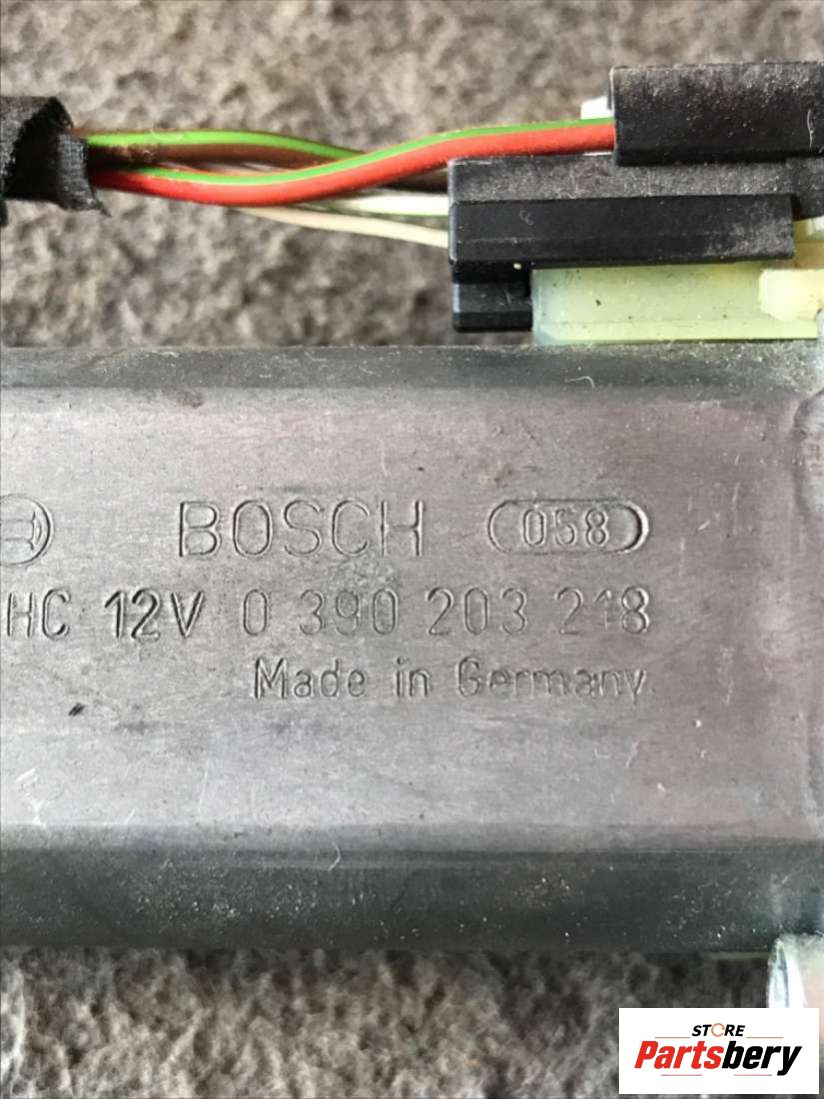 BOSCH 058
HC 12V 0 390 203 218
Made in Germany
STORE
Partsbery